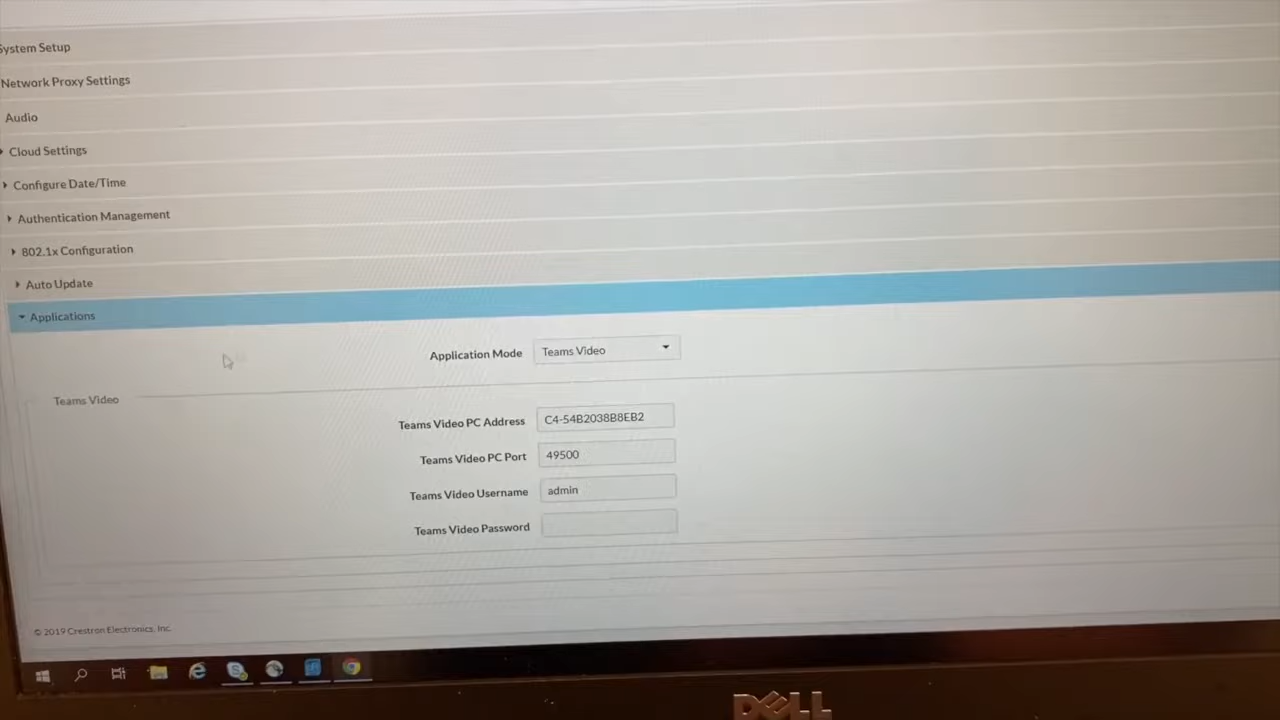 System Setup
Network Proxy Settings
Audio
Cloud Settings
Configure Date/Time
Authentication Management
802.1x Configuration
Auto Update
Applications
Application Mode Teams Video
Teams Video
Teams Video PC Address C4-54B2038B8EB2
Teams Video PC Port 49500
Teams Video Username admin
Teams Video Password
© 2019 Crestron Electronics, Inc.
DELL